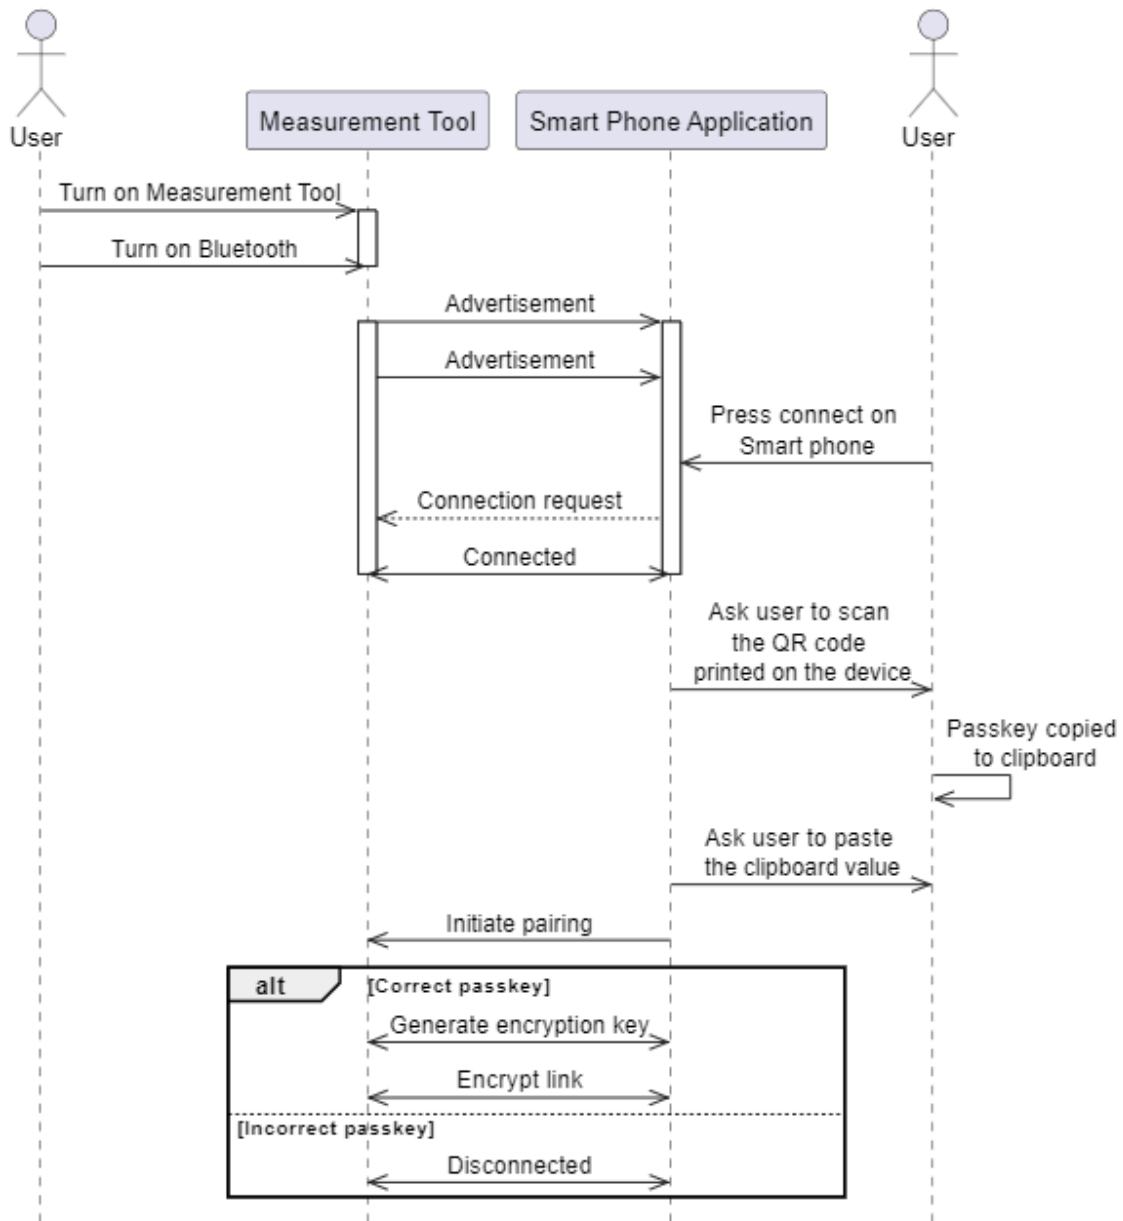 User
Measurement Tool
Smart Phone Application
User
Turn on Measurement Tool
Turn on Bluetooth
Advertisement
Advertisement
Press connect on
Smart phone
Connection request
Connected
Ask user to scan
the QR code
printed on the device
Passkey copied
to clipboard
Ask user to paste
the clipboard value
Initiate pairing
alt
[Correct passkey]
Generate encryption key
Encrypt link
[Incorrect passkey]
Disconnected